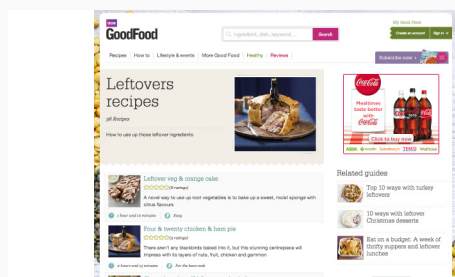 My Good Food
BBC
GoodFood
Ingredient, dish, keyword...
Search
Create an account
Sign in
Recipes
How to
Lifestyle & events
More Good Food
Healthy
Reviews
Subscribe now
Leftovers
recipes
38 Recipes
How to use up those leftover ingredients
Coca-Cola
Mealtimes
taste better
with
Coca-Cola
Click to buy now
ASDA
ocado
Sainsbury's
TESCO
Waitrose
Leftover veg & orange cake
A novel way to use up root vegetables is to bake up a sweet, moist sponge with
citrus flavours
1 hour and 10 minutes
Easy
Four & twenty chicken & ham pie
There aren't any blackbirds baked into it, but this stunning centrepiece will
impress with its layers of nuts, fruit, chicken and gammon
For the keen cook
Related guides
Top 10 ways with turkey
leftovers
10 ways with leftover
Christmas desserts
Eat on a budget: A week of
thrifty suppers and leftover
lunches